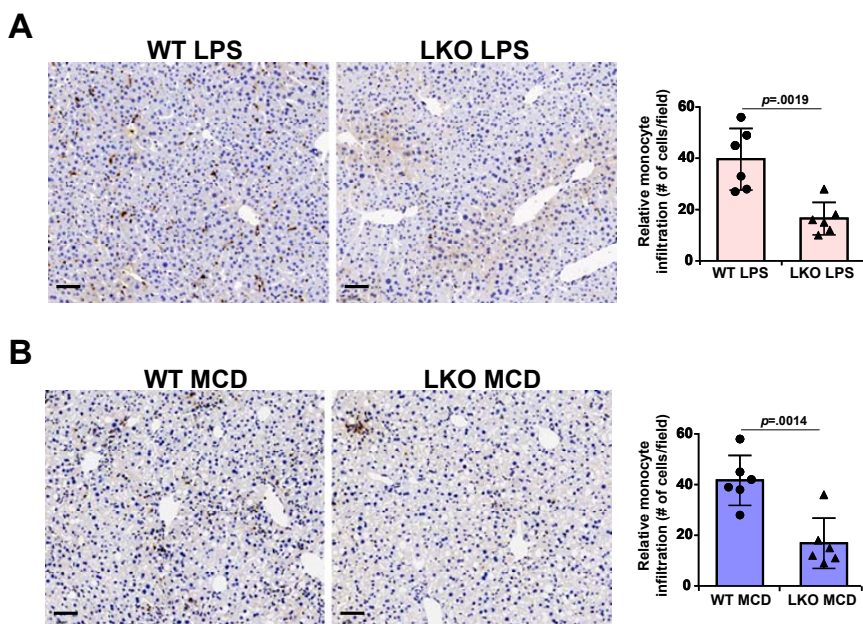 A
WT LPS
LKO LPS
Relative monocyte
infiltration (# of cells/field)
60
40
20
0
p=.0019
WT LPS
LKO LPS
B
WT MCD
LKO MCD
Relative monocyte
infiltration (# of cells/field)
60
40
20
0
p=.0014
WT MCD
LKO MCD